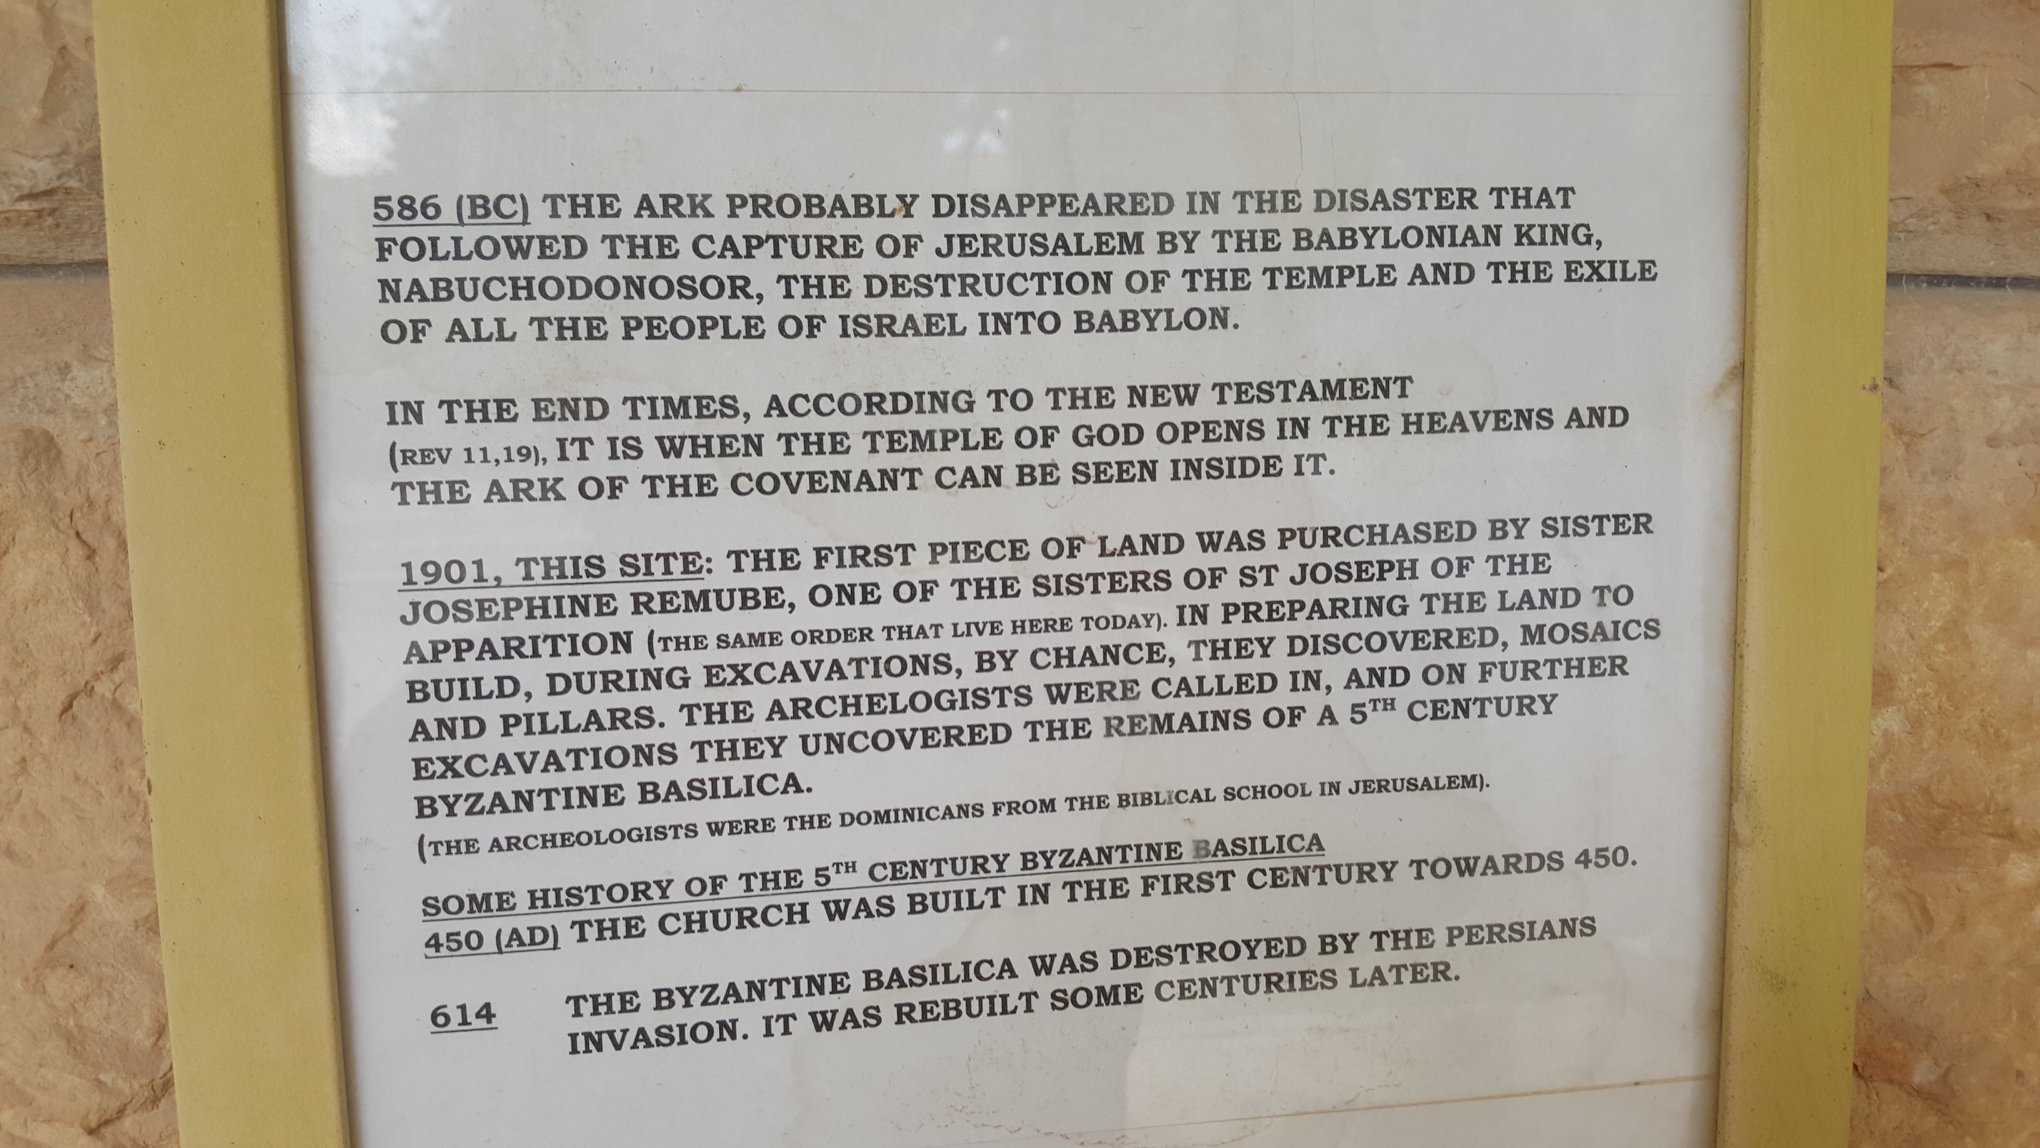 586 (BC) THE ARK PROBABLY DISAPPEARED IN THE DISASTER THAT
FOLLOWED THE CAPTURE OF JERUSALEM BY THE BABYLONIAN KING,
NABUCHODONOSOR, THE DESTRUCTION OF THE TEMPLE AND THE EXILE
OF ALL THE PEOPLE OF ISRAEL INTO BABYLON.
IN THE END TIMES, ACCORDING TO THE NEW TESTAMENT
(REV 11,19), IT IS WHEN THE TEMPLE OF GOD OPENS IN THE HEAVENS AND
THE ARK OF THE COVENANT CAN BE SEEN INSIDE IT.
1901, THIS SITE: THE FIRST PIECE OF LAND WAS PURCHASED BY SISTER
JOSEPHINE REMUBE, ONE OF THE SISTERS OF ST JOSEPH OF THE
APPARITION (THE SAME ORDER THAT LIVE HERE TODAY). IN PREPARING THE LAND TO
BUILD, DURING EXCAVATIONS, BY CHANCE, THEY DISCOVERED, MOSAICS
AND PILLARS. THE ARCHELOGISTS WERE CALLED IN, AND ON FURTHER
EXCAVATIONS THEY UNCOVERED THE REMAINS OF A 5TH CENTURY
BYZANTINE BASILICA.
(THE ARCHEOLOGISTS WERE THE DOMINICANS FROM THE BIBLICAL SCHOOL IN JERUSALEM).
SOME HISTORY OF THE 5TH CENTURY BYZANTINE BASILICA
450 (AD) THE CHURCH WAS BUILT IN THE FIRST CENTURY TOWARDS 450.
614 THE BYZANTINE BASILICA WAS DESTROYED BY THE PERSIANS
INVASION. IT WAS REBUILT SOME CENTURIES LATER.